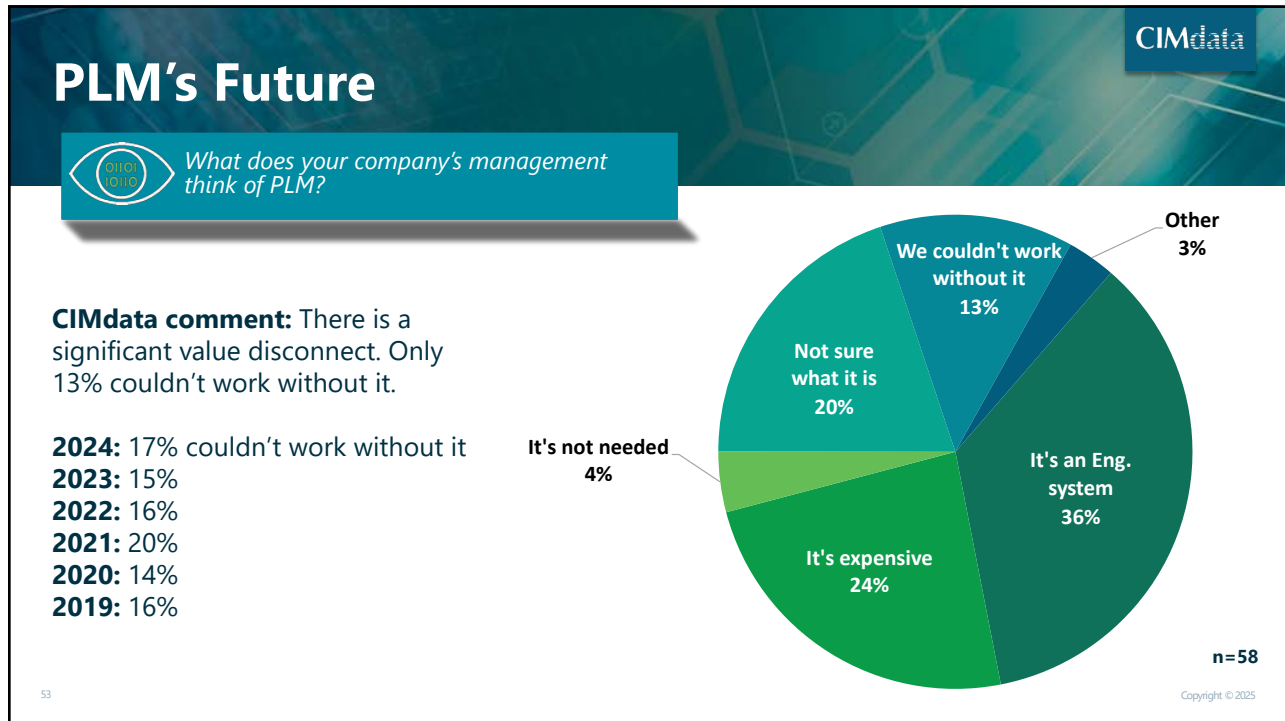 CIMdata
PLM's Future
01101
10110
What does your company's management
think of PLM?
CIMdata comment: There is a
significant value disconnect. Only
13% couldn't work without it.
2024: 17% couldn't work without it
2023: 15%
2022: 16%
2021: 20%
2020: 14%
2019: 16%
We couldn't work
without it
13%
Other
3%
Not sure
what it is
20%
It's not needed
4%
It's an Eng.
system
36%
It's expensive
24%
n=58
53
Copyright © 2025